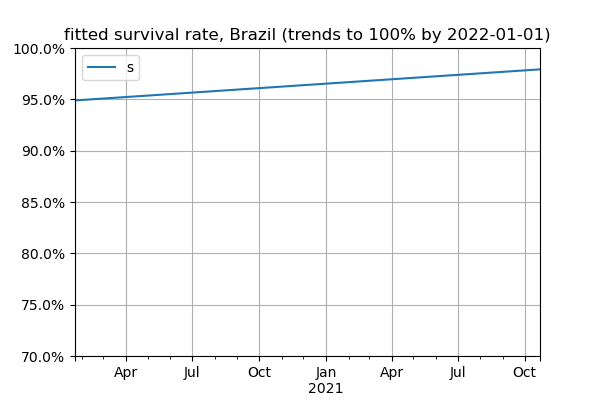 fitted survival rate, Brazil (trends to 100% by 2022-01-01)
100.0%
s
95.0%
90.0%
85.0%
80.0%
75.0%
70.0%
Apr Jul Oct Jan Apr Jul Oct
2021